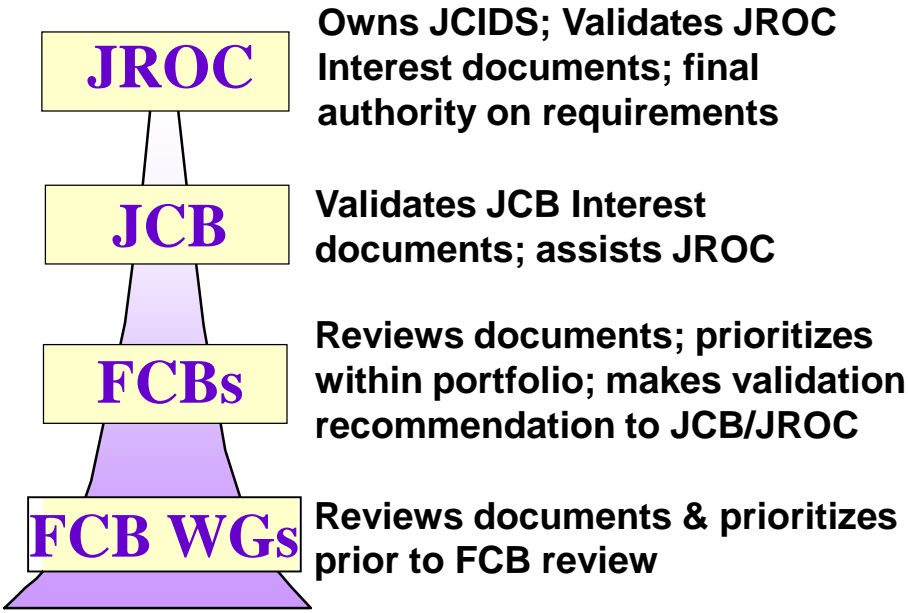 JROC
Owns JCIDS; Validates JROC
Interest documents; final
authority on requirements
JCB
Validates JCB Interest
documents; assists JROC
FCBs
Reviews documents; prioritizes
within portfolio; makes validation
recommendation to JCB/JROC
FCB WGs
Reviews documents & prioritizes
prior to FCB review